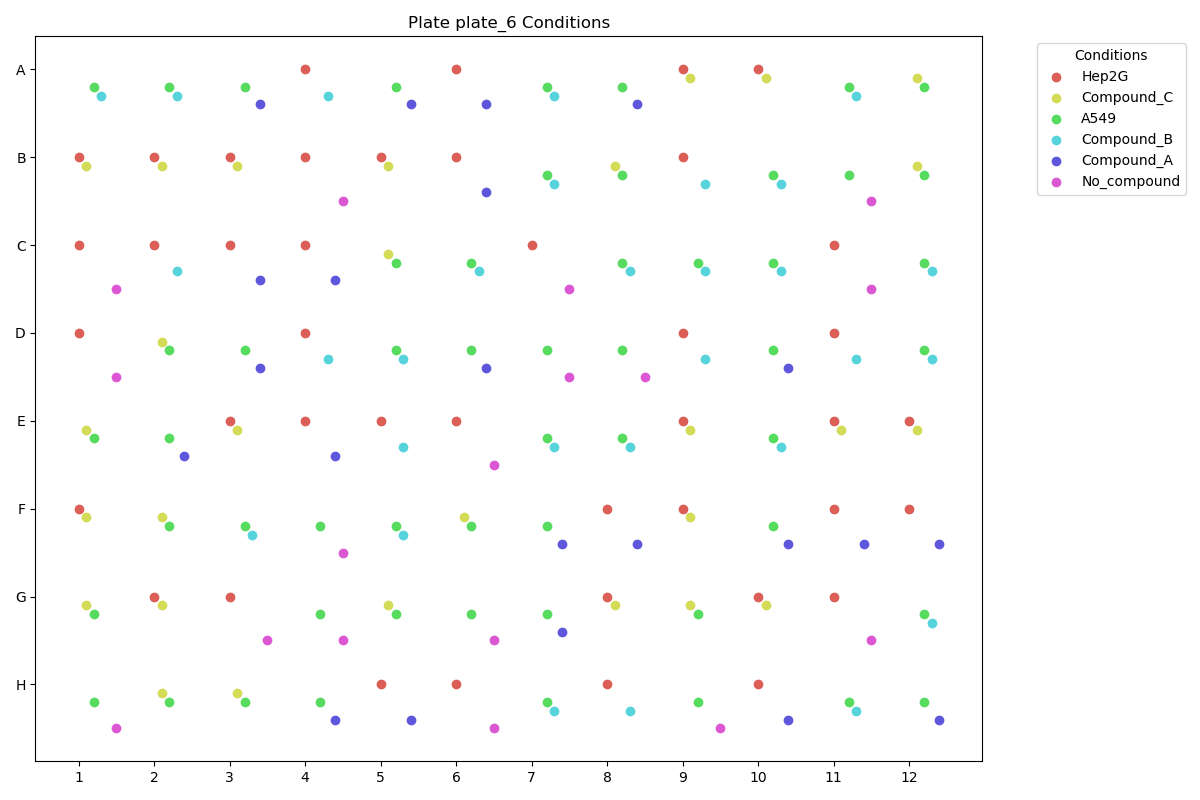 Plate plate_6 Conditions
Conditions
Hep2G
Compound_C
A549
Compound_B
Compound_A
No_compound
A
B
C
D
E
F
G
H
1 2 3 4 5 6 7 8 9 10 11 12